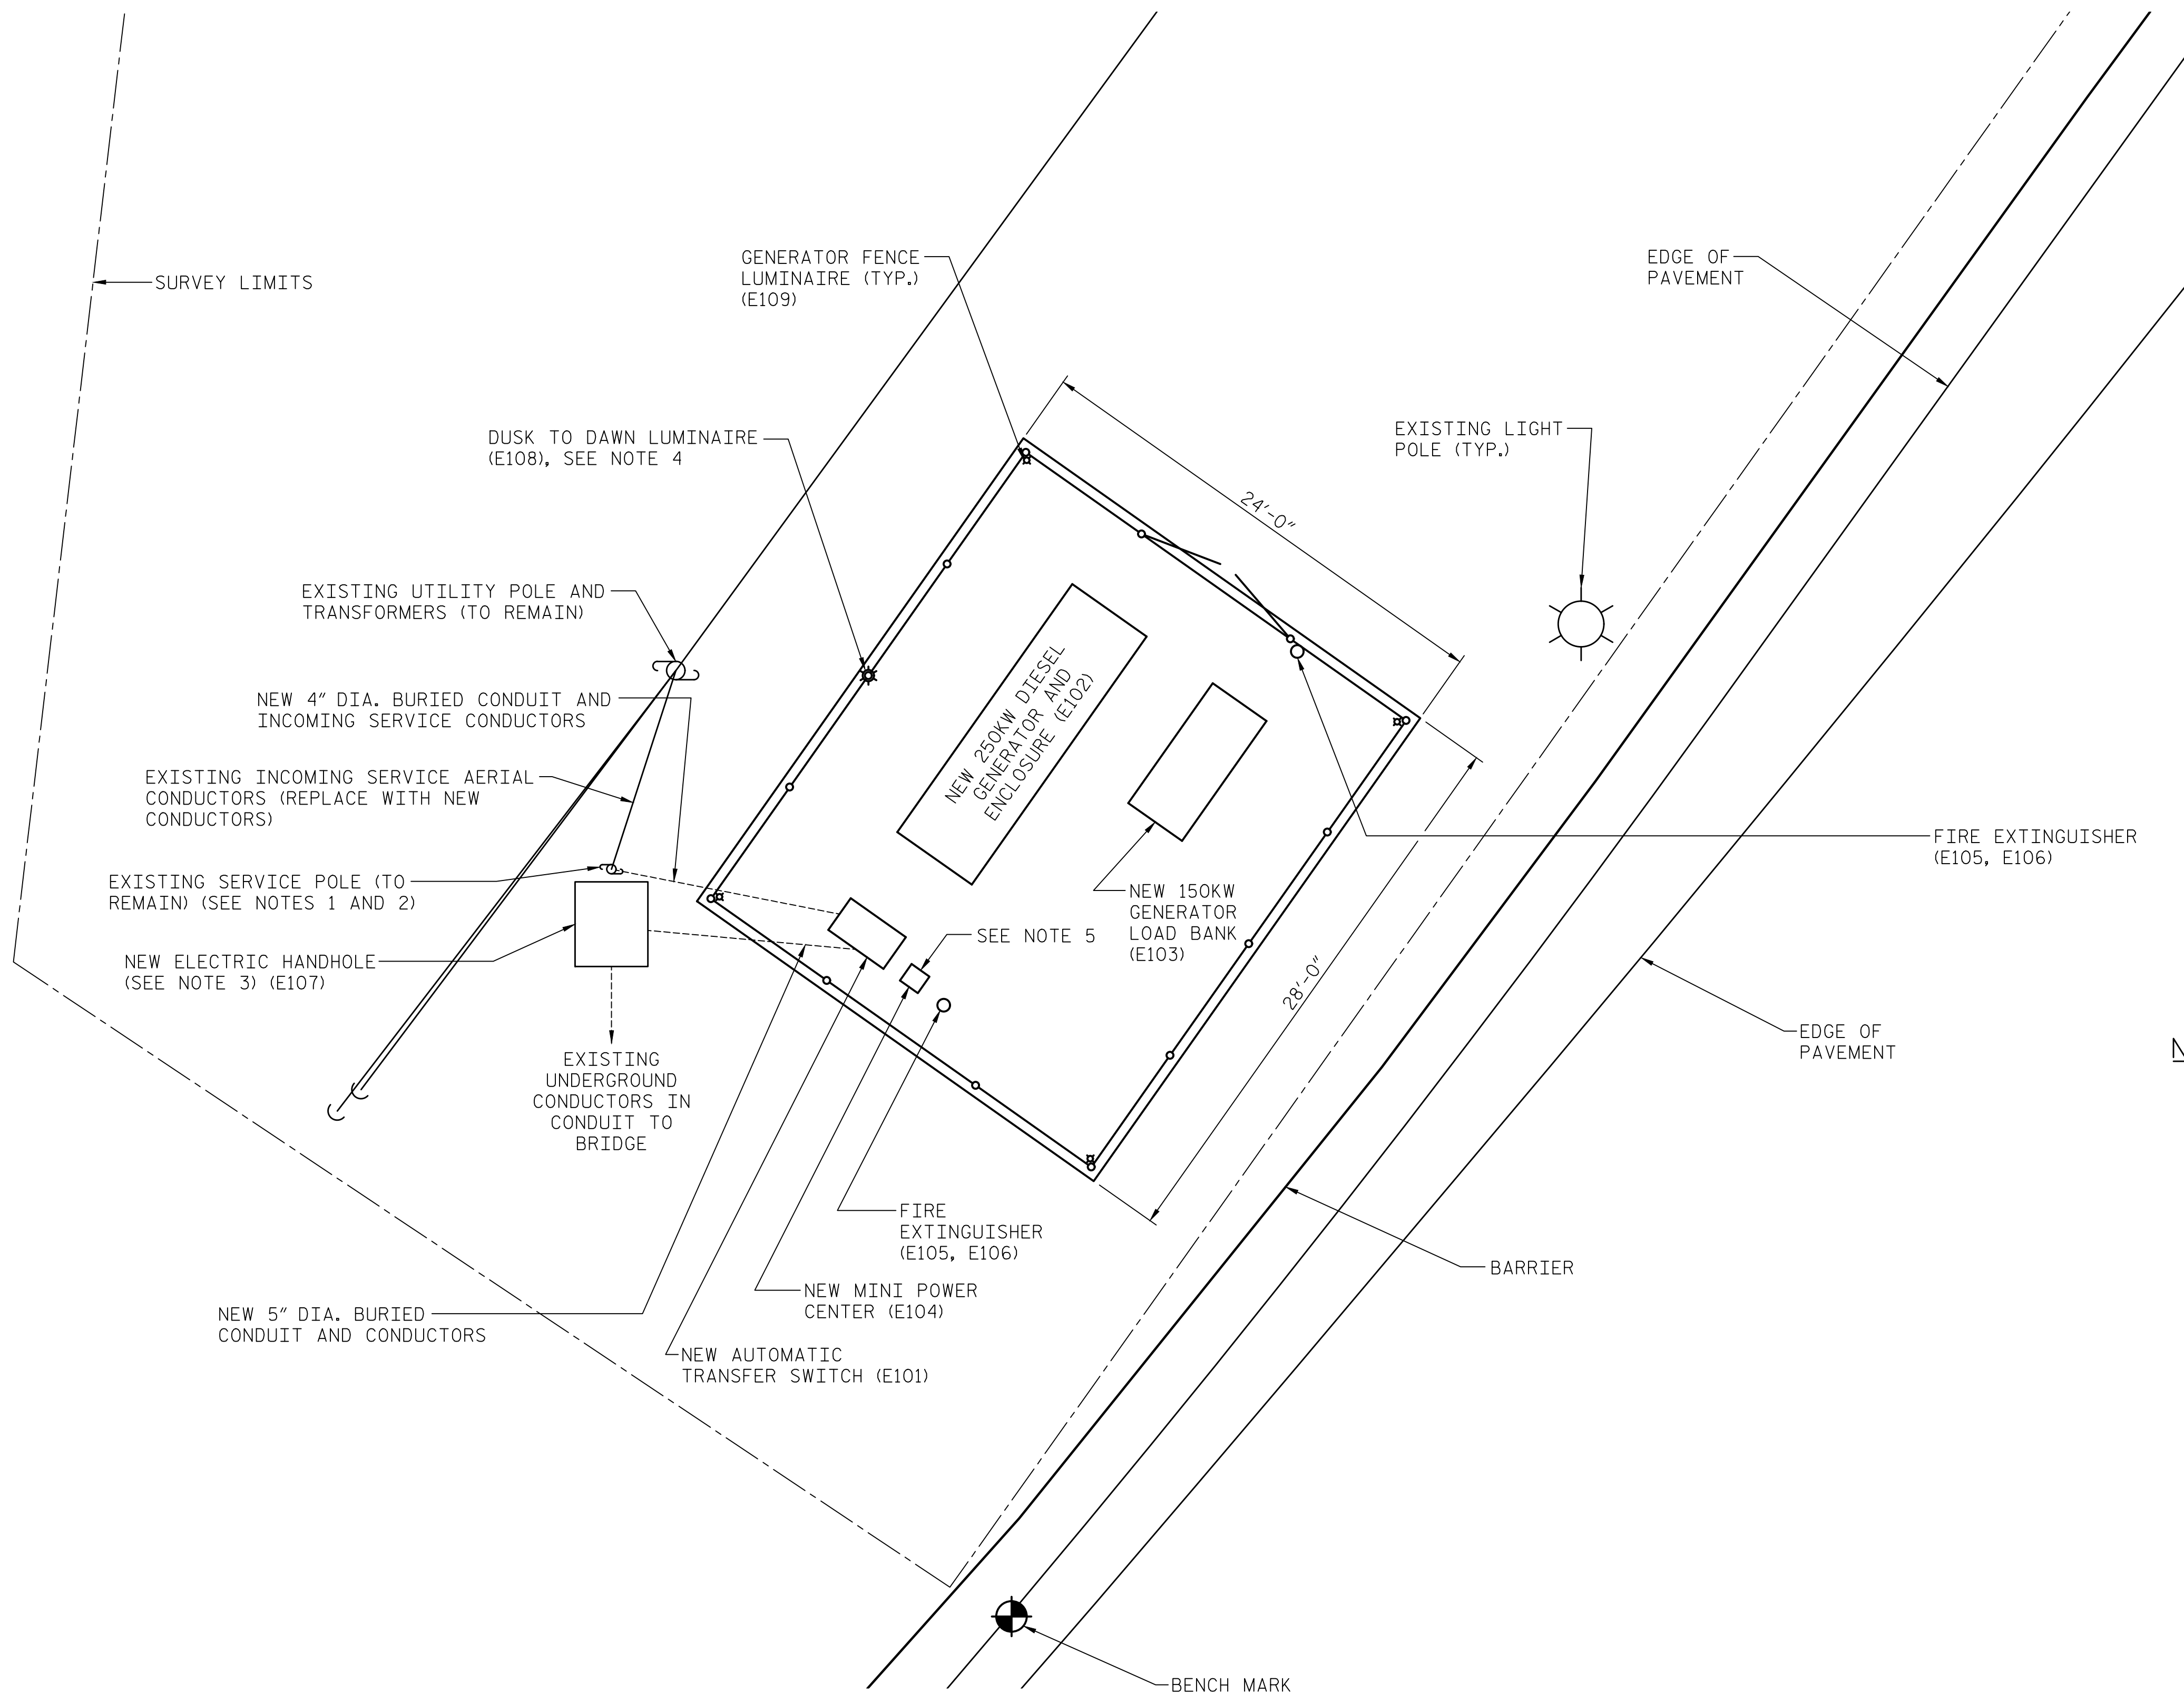 SURVEY LIMITS
GENERATOR FENCE
LUMINAIRE (TYP.)
(E109)
EDGE OF
PAVEMENT
DUSK TO DAWN LUMINAIRE
(E108), SEE NOTE 4
EXISTING LIGHT
POLE (TYP.)
24'-0"
EXISTING UTILITY POLE AND
TRANSFORMERS (TO REMAIN)
NEW 4" DIA. BURIED CONDUIT AND
INCOMING SERVICE CONDUCTORS
NEW 250KW DIESEL
GENERATOR AND
ENCLOSURE (E102)
EXISTING INCOMING SERVICE AERIAL
CONDUCTORS (REPLACE WITH NEW
CONDUCTORS)
FIRE EXTINGUISHER
(E105, E106)
EXISTING SERVICE POLE (TO
REMAIN) (SEE NOTES 1 AND 2)
NEW 150KW
GENERATOR
LOAD BANK
(E103)
SEE NOTE 5
NEW ELECTRIC HANDHOLE
(SEE NOTE 3) (E107)
28'-0"
EDGE OF
PAVEMENT
EXISTING
UNDERGROUND
CONDUCTORS IN
CONDUIT TO
BRIDGE
FIRE
EXTINGUISHER
(E105, E106)
BARRIER
NEW MINI POWER
CENTER (E104)
NEW 5" DIA. BURIED
CONDUIT AND CONDUCTORS
NEW AUTOMATIC
TRANSFER SWITCH (E101)
BENCH MARK